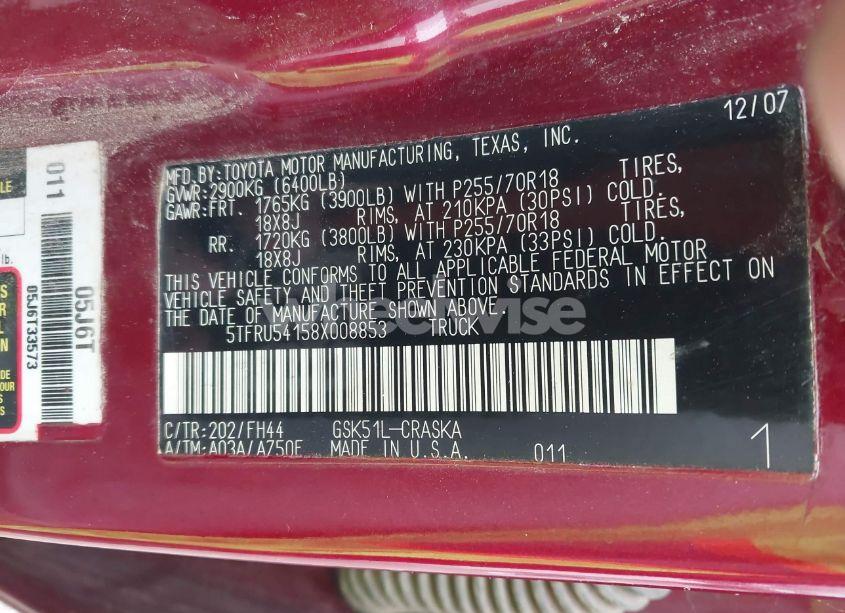 12/07
MFD.BY:TOYOTA MOTOR MANUFACTURING, TEXAS, INC.
GVWR:2900KG (6400LB)
GAWR:FRT. 1765KG (3900LB) WITH P255/70R18 TIRES,
18X8J RIMS, AT 210KPA (30PSI) COLD.
RR. 1720KG (3800LB) WITH P255/70R18 TIRES,
18X8J RIMS, AT 230KPA (33PSI) COLD.
THIS VEHICLE CONFORMS TO ALL APPLICABLE FEDERAL MOTOR
VEHICLE SAFETY AND THEFT PREVENTION STANDARDS IN EFFECT ON
THE DATE OF MANUFACTURE SHOWN ABOVE.
5TFRU54158X008853 TRUCK
C/TR:202/FH44 GSK51L-CRASKA
A/TM:A03A/A750E MADE IN U.S.A. 011 1
011
05J6T
05J6T33573
lb.